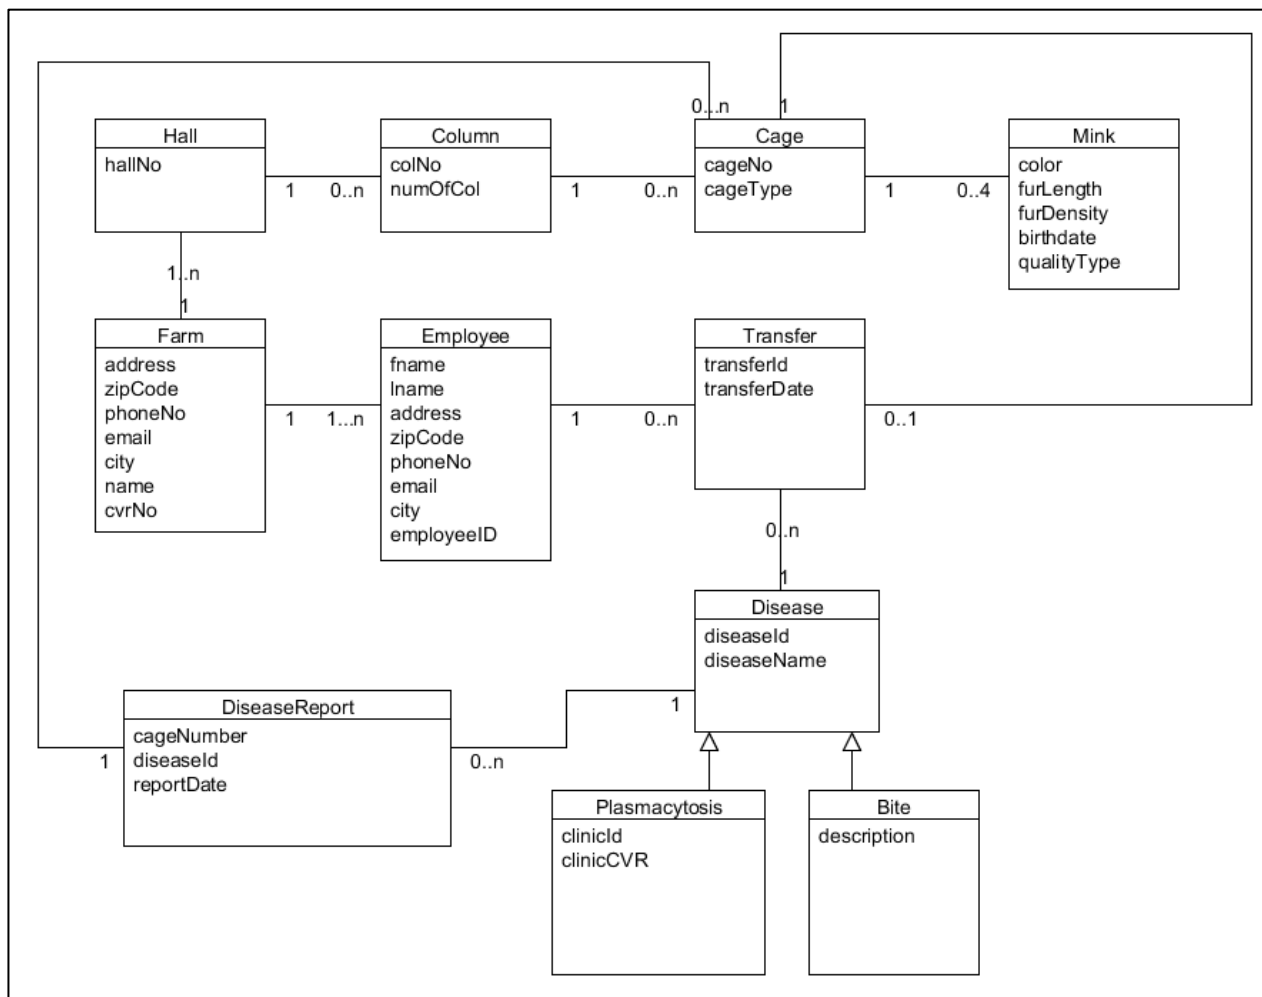 0...n
1
Hall
hallNo
1
0..n
Column
colNo
numOfCol
1
0..n
Cage
cageNo
cageType
1
0..4
Mink
color
furLength
furDensity
birthdate
qualityType
1..n
1
Farm
address
zipCode
phoneNo
email
city
name
cvrNo
1
1...n
Employee
fname
lname
address
zipCode
phoneNo
email
city
employeeID
1
0..n
Transfer
transferId
transferDate
0..1
0..n
1
Disease
diseaseId
diseaseName
1
DiseaseReport
cageNumber
diseaseId
reportDate
1
0..n
Plasmacytosis
clinicId
clinicCVR
Bite
description